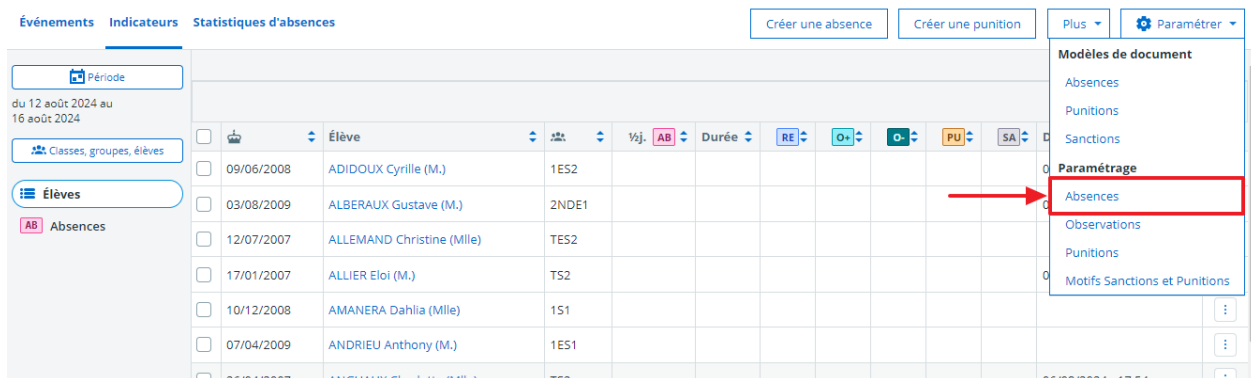 Événements Indicateurs Statistiques d'absences Créer une absence Créer une punition Plus Paramétrer
Modèles de document
Période
Absences
du 12 août 2024 au
16 août 2024
Punitions
Élève ½j. AB Durée RE O+ O- PU SA D
Sanctions
Classes, groupes, élèves
09/06/2008 ADIDOUX Cyrille (M.) 1ES2 0
Paramétrage
Élèves
03/08/2009 ALBERAUX Gustave (M.) 2NDE1
Absences
AB Absences
Observations
12/07/2007 ALLEMAND Christine (Mlle) TES2
Punitions
17/01/2007 ALLIER Eloi (M.) TS2 0
Motifs Sanctions et Punitions
10/12/2008 AMANERA Dahlia (Mlle) 1S1
07/04/2009 ANDRIEU Anthony (M.) 1ES1